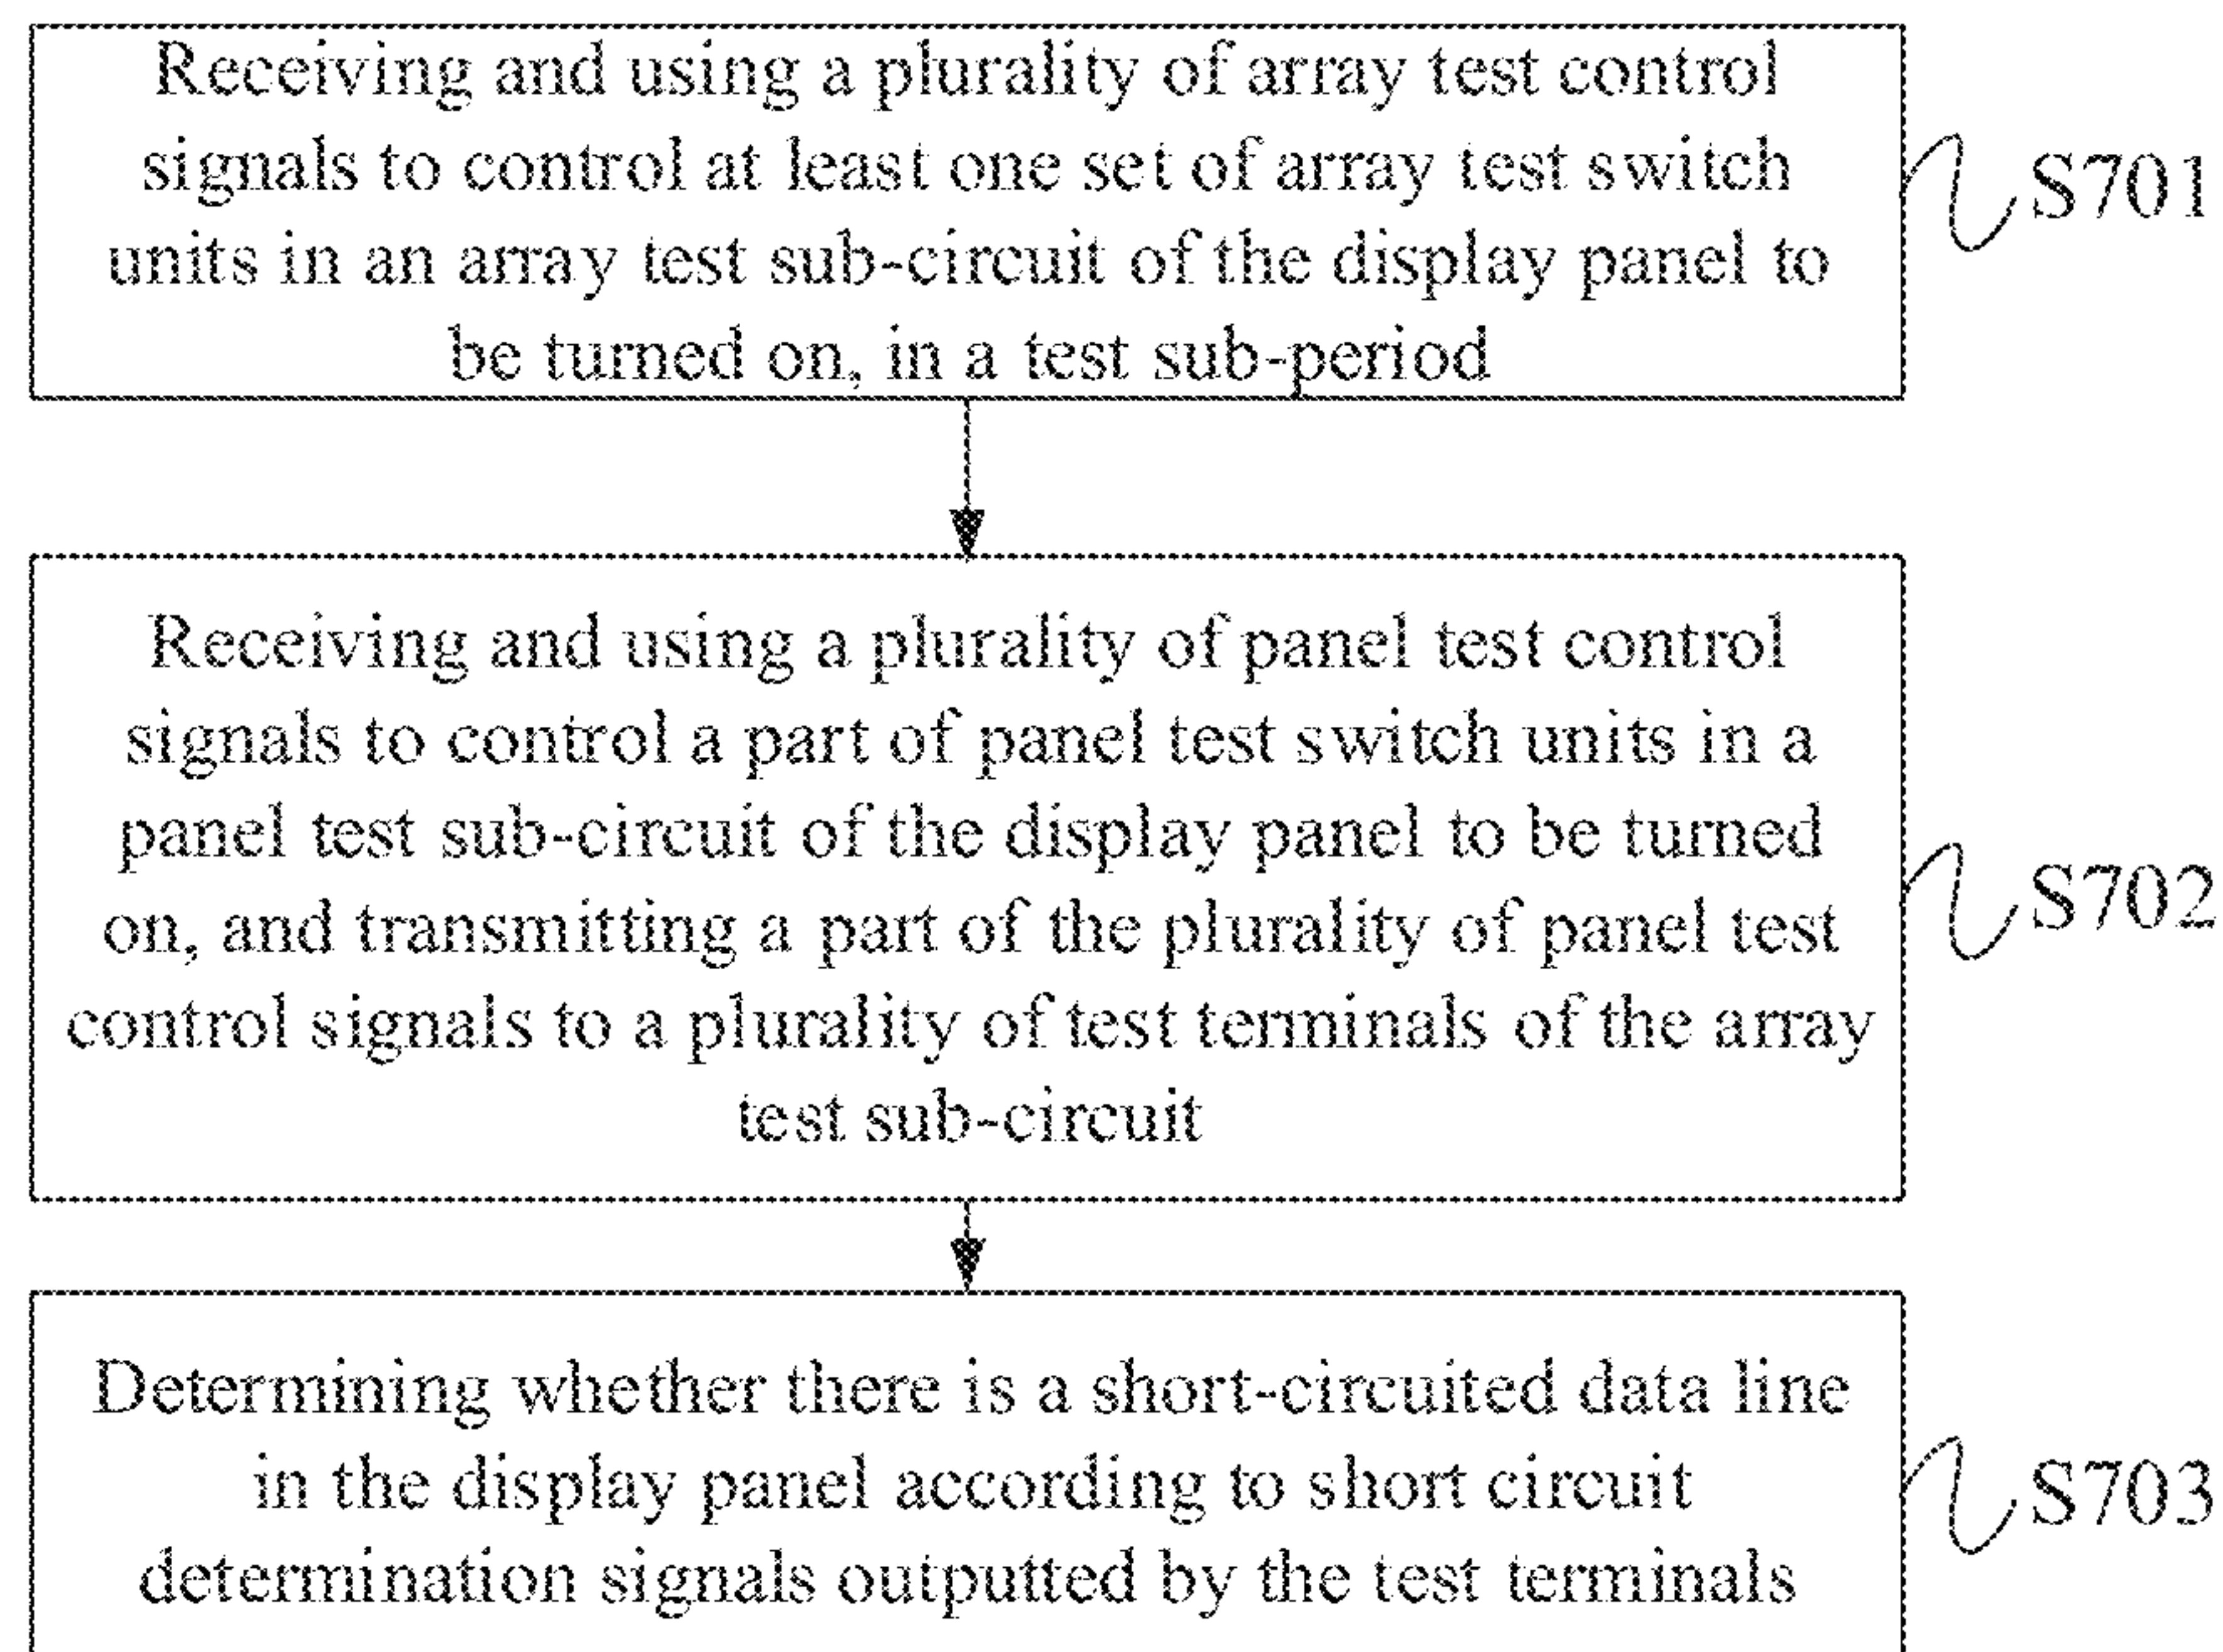 Receiving and using a plurality of array test control
signals to control at least one set of array test switch
units in an array test sub-circuit of the display panel to
be turned on, in a test sub-period
S701
Receiving and using a plurality of panel test control
signals to control a part of panel test switch units in a
panel test sub-circuit of the display panel to be turned
on, and transmitting a part of the plurality of panel test
control signals to a plurality of test terminals of the array
test sub-circuit
S702
Determining whether there is a short-circuited data line
in the display panel according to short circuit
determination signals outputted by the test terminals
S703